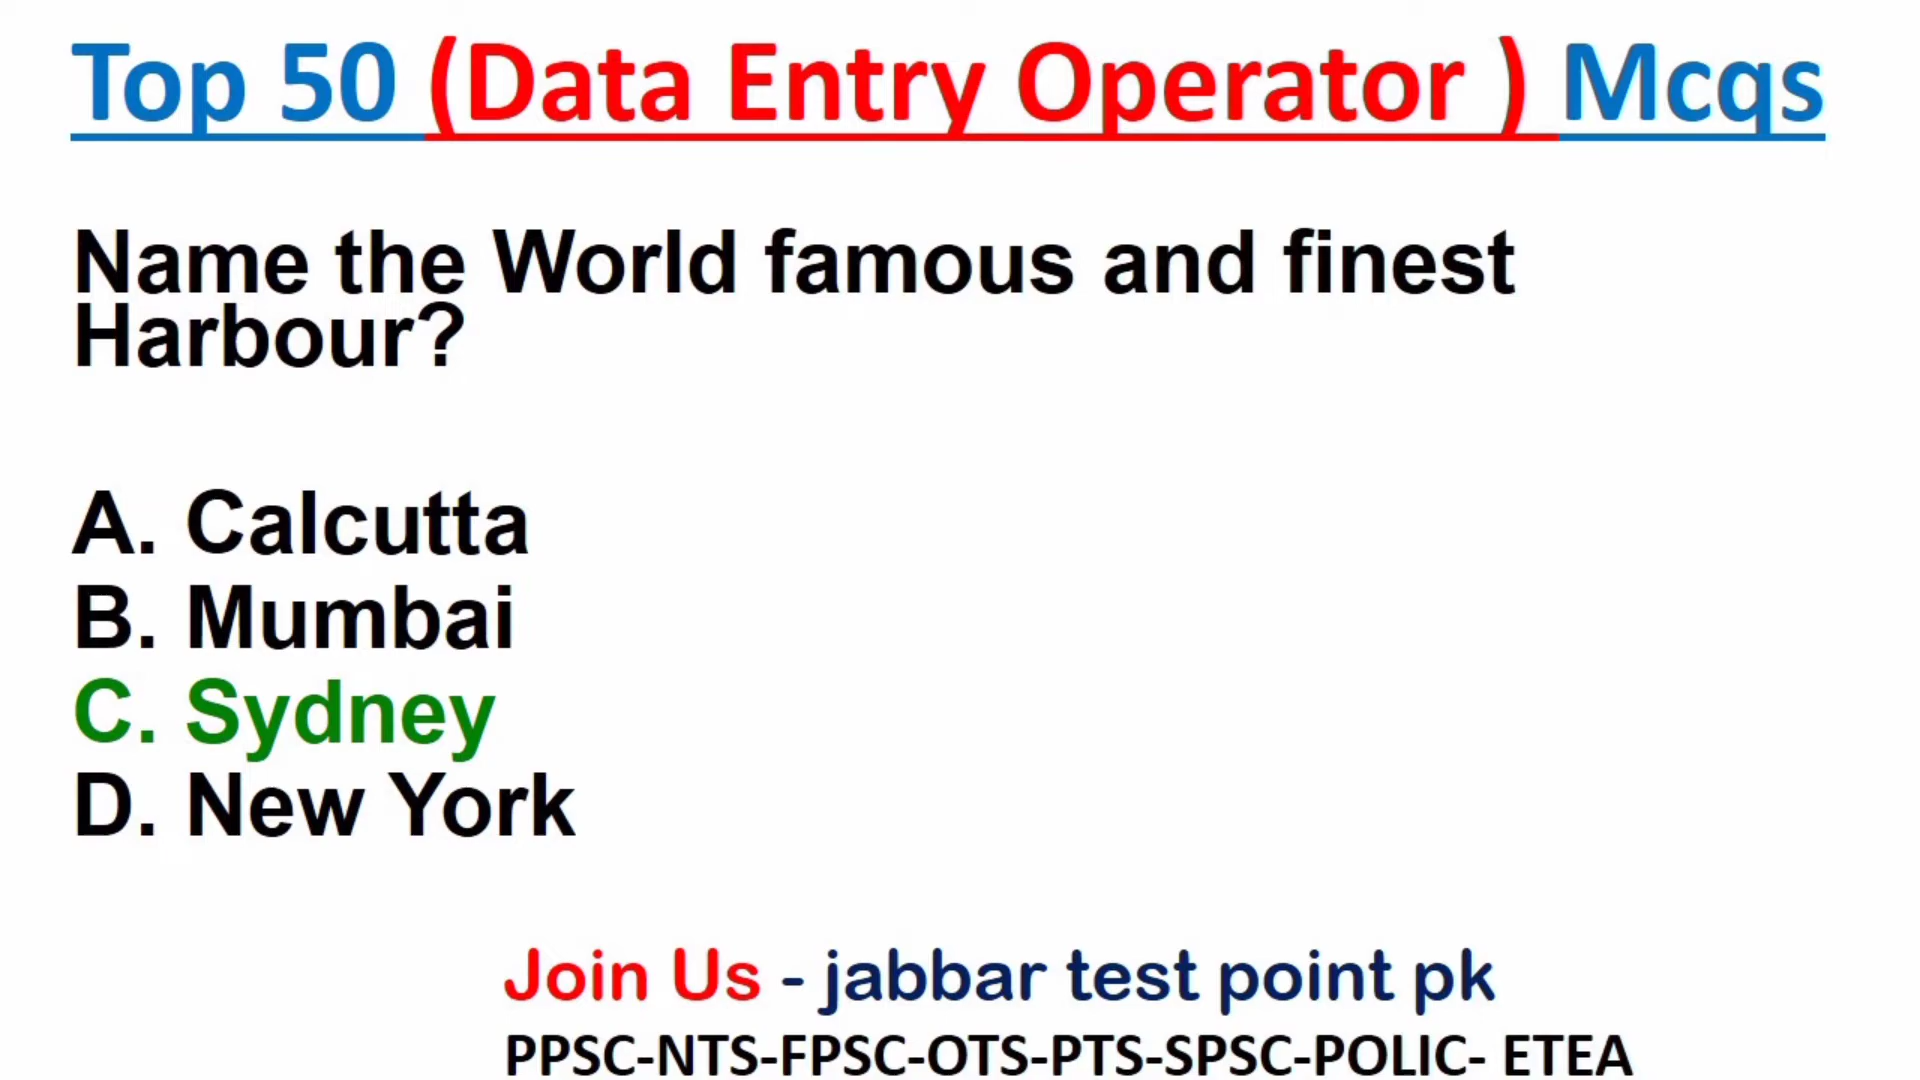 Top 50 (Data Entry Operator ) Mcqs
Name the World famous and finest
Harbour?
A. Calcutta
B. Mumbai
C. Sydney
D. New York
Join Us - jabbar test point pk
PPSC-NTS-FPSC-OTS-PTS-SPSC-POLIC- ETEA